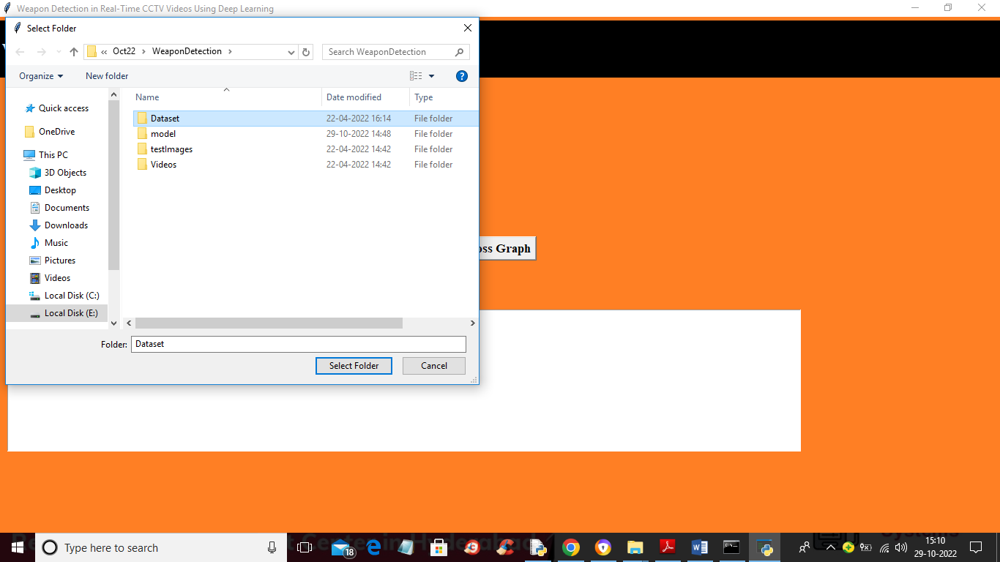 Weapon Detection in Real-Time CCTV Videos Using Deep Learning
Select Folder
« Oct22 > WeaponDetection >
Search WeaponDetection
Organize
New folder
?
Name
Date modified
Type
Quick access
OneDrive
This PC
3D Objects
Desktop
Documents
Downloads
Music
Pictures
Videos
Local Disk (C:)
Local Disk (E:)
Dataset 22-04-2022 16:14 File folder
model 29-10-2022 14:48 File folder
testImages 22-04-2022 14:42 File folder
Videos 22-04-2022 14:42 File folder
Folder: Dataset
Select Folder
Cancel
oss Graph
Type here to search
18
Center in Hyderabad
Systems
15:10
29-10-2022